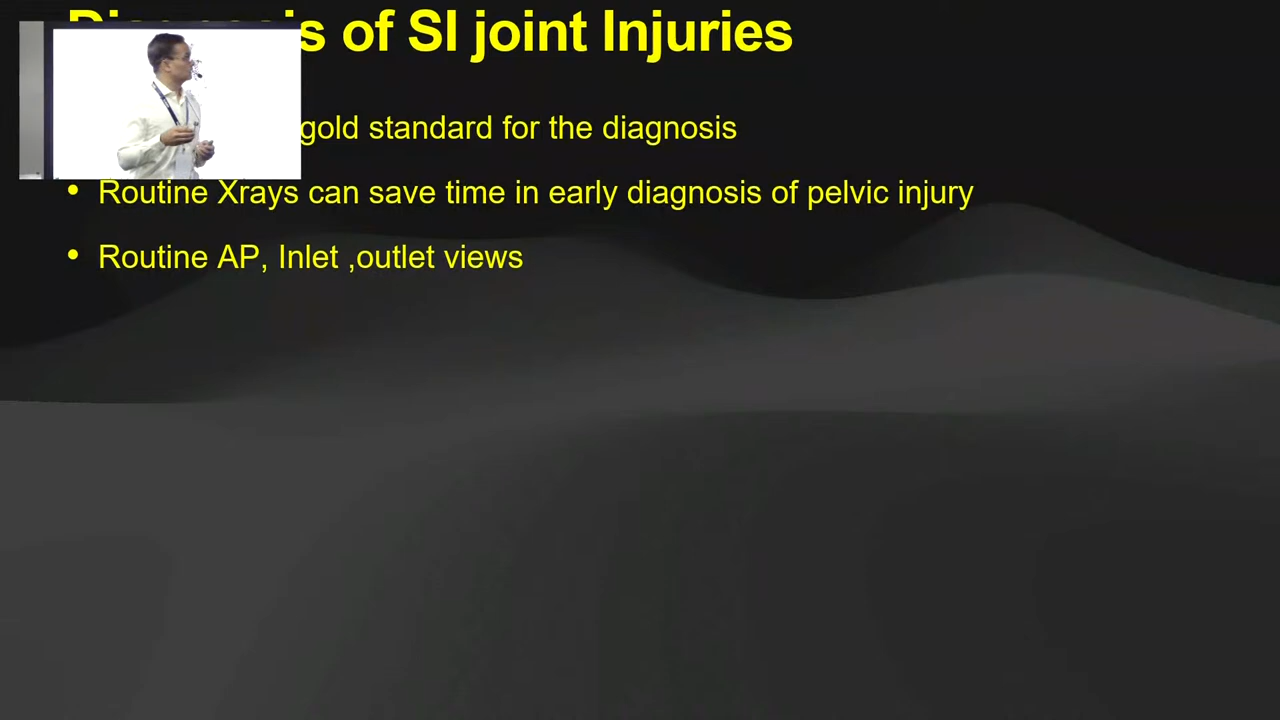 of SI joint Injuries
gold standard for the diagnosis
• Routine Xrays can save time in early diagnosis of pelvic injury
• Routine AP, Inlet ,outlet views